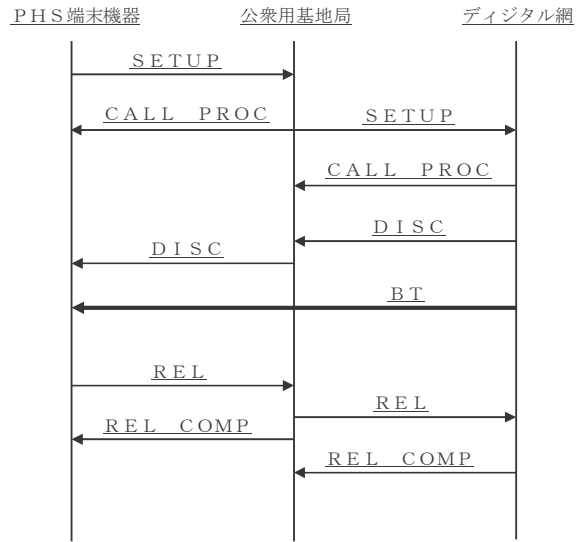 ＰＨＳ端末機器　公衆用基地局　ディジタル網
ＳＥＴＵＰ
ＣＡＬＬ　ＰＲＯＣ　ＳＥＴＵＰ
ＣＡＬＬ　ＰＲＯＣ
ＤＩＳＣ
ＤＩＳＣ
ＢＴ
ＲＥＬ
ＲＥＬ
ＲＥＬ　ＣＯＭＰ
ＲＥＬ　ＣＯＭＰ